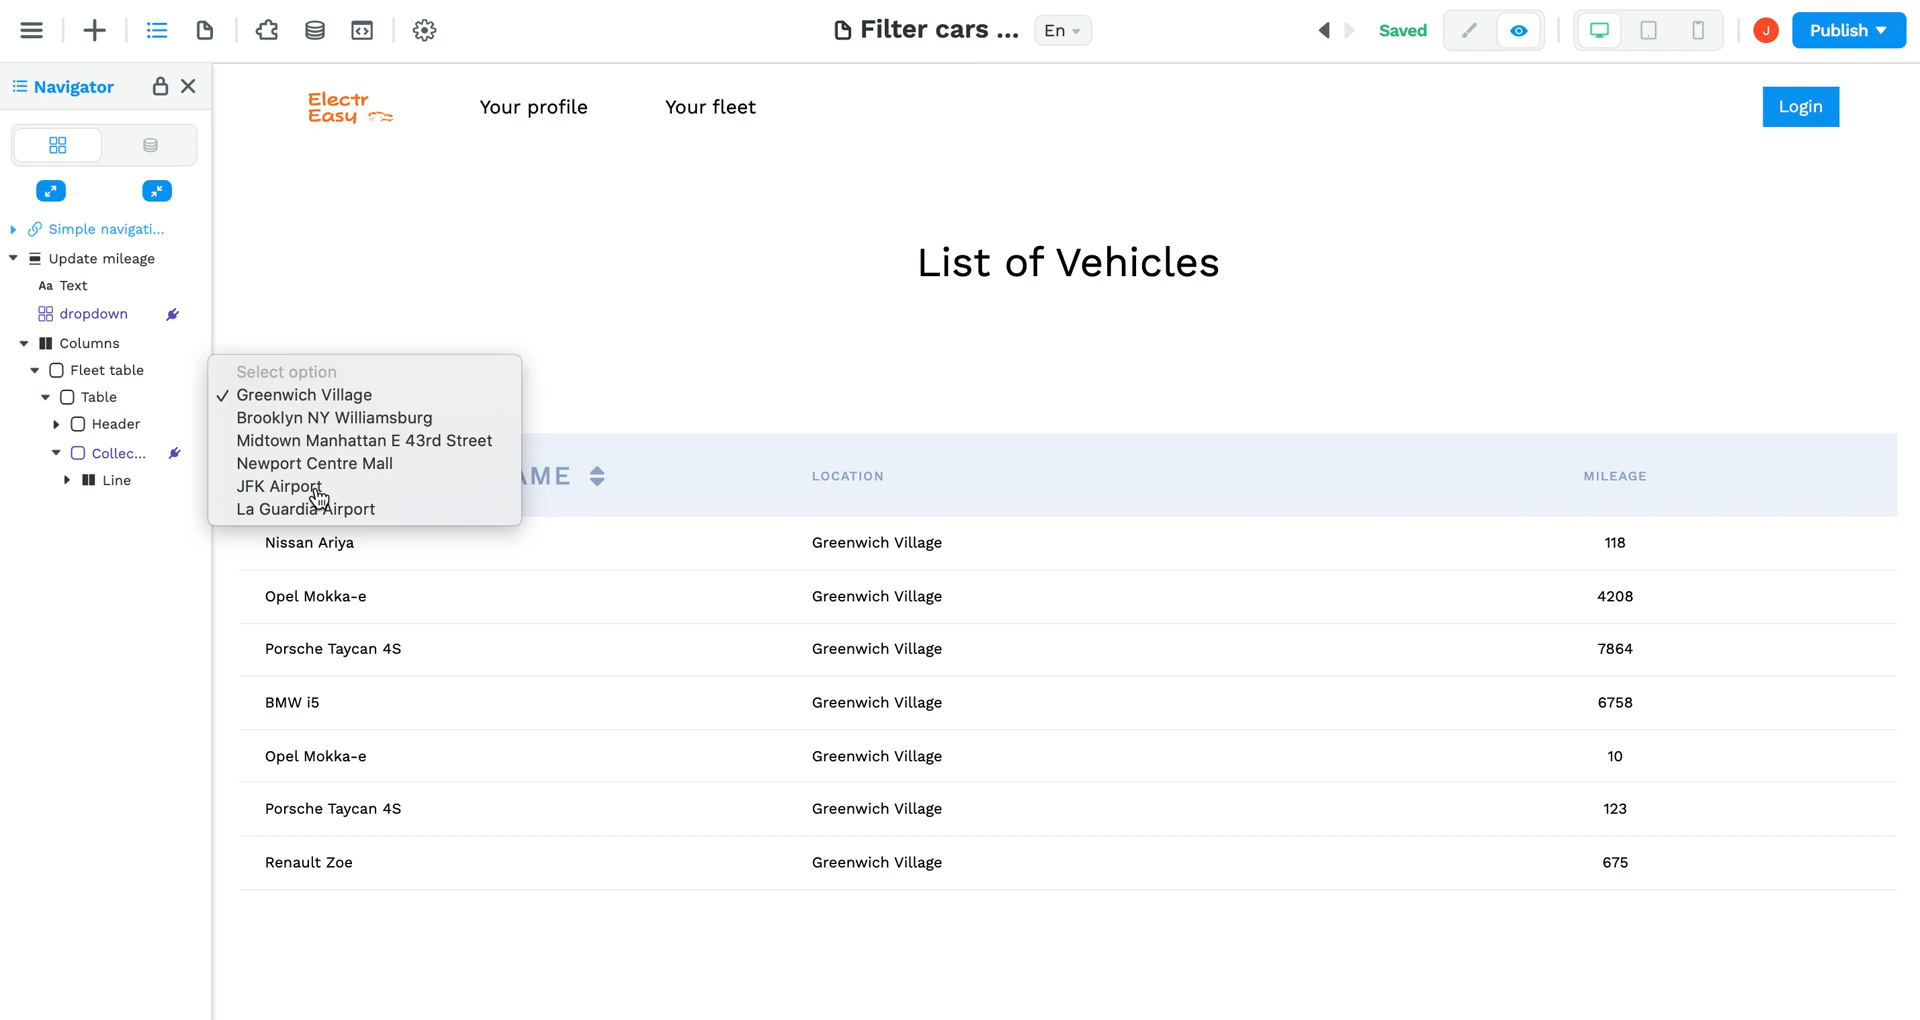 Filter cars ...
En
Saved
J
Publish
Navigator
Electr
Easy
Your profile
Your fleet
Login
Simple navigati...
Update mileage
Aa Text
dropdown
Columns
Fleet table
Table
Header
Collec...
Line
List of Vehicles
Select option
✓ Greenwich Village
Brooklyn NY Williamsburg
Midtown Manhattan E 43rd Street
Newport Centre Mall
JFK Airport
La Guardia Airport
AME LOCATION MILEAGE
Nissan Ariya Greenwich Village 118
Opel Mokka-e Greenwich Village 4208
Porsche Taycan 4S Greenwich Village 7864
BMW i5 Greenwich Village 6758
Opel Mokka-e Greenwich Village 10
Porsche Taycan 4S Greenwich Village 123
Renault Zoe Greenwich Village 675